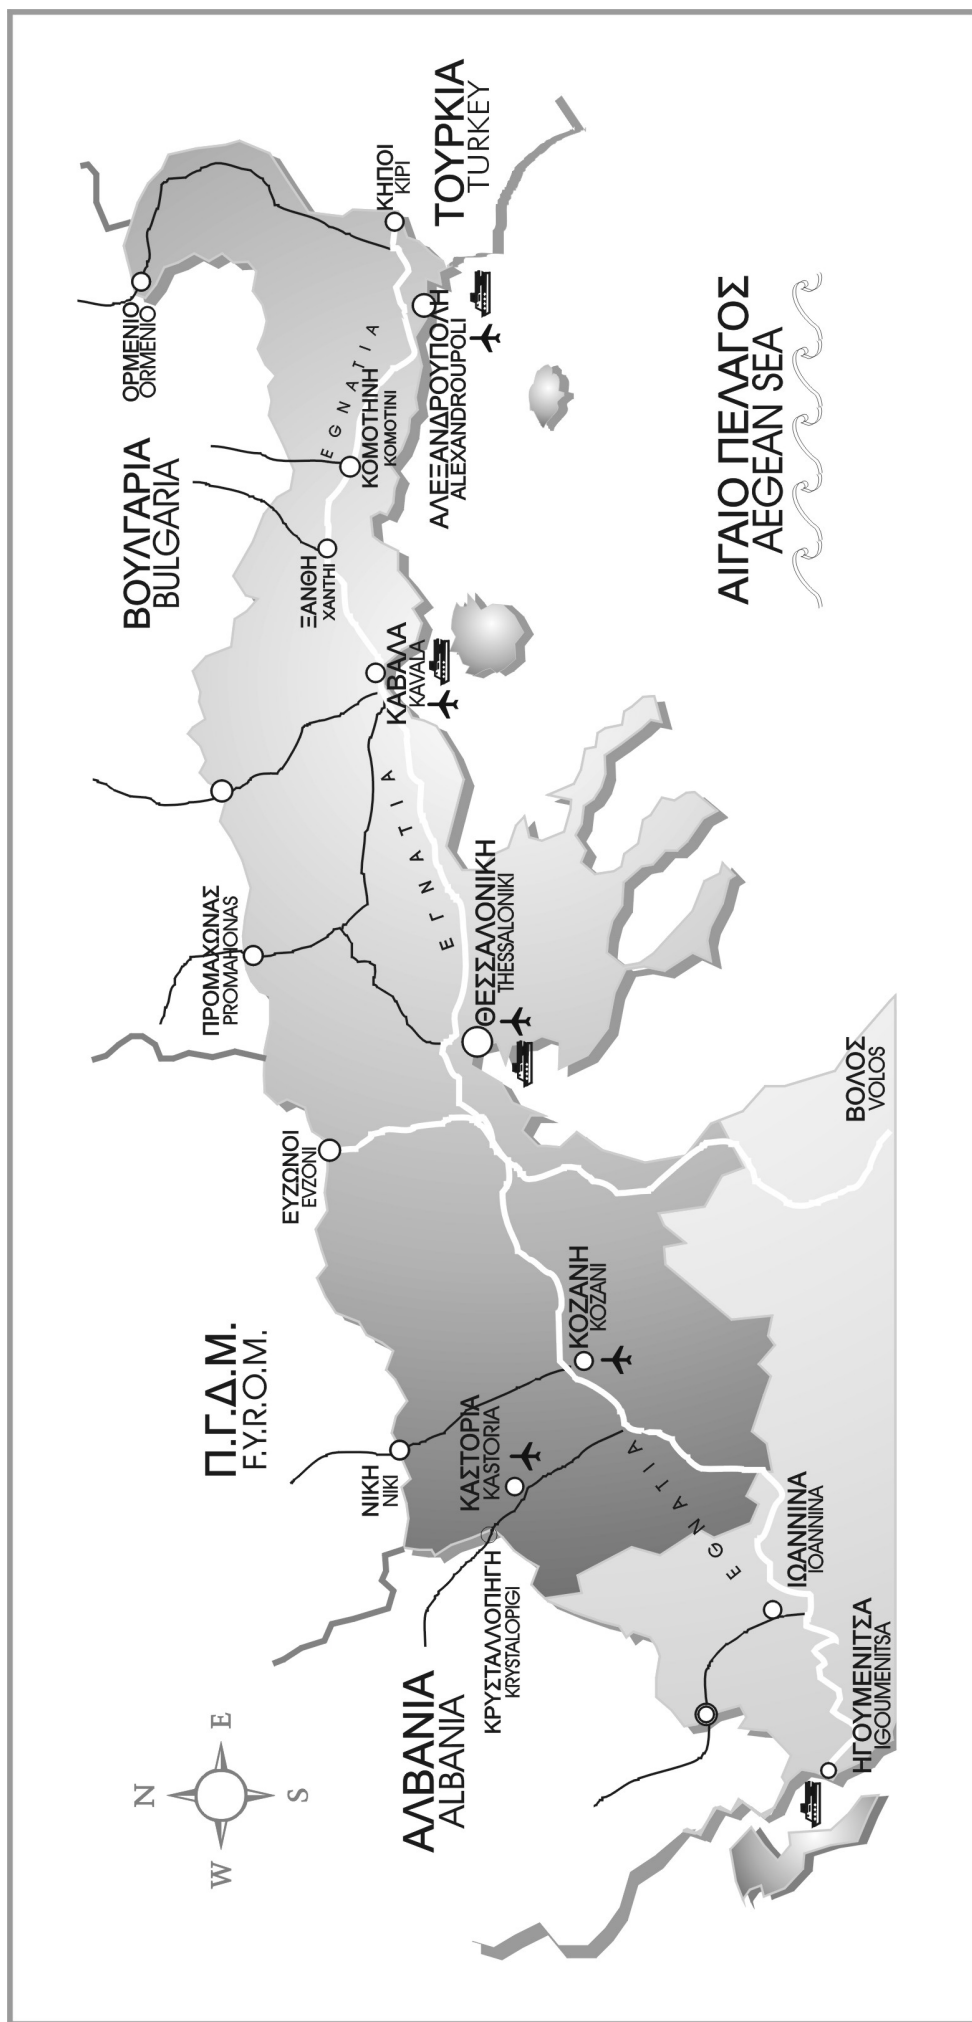 N
W
E
S
ΑΛΒΑΝΙΑ
ALBANIA
Π.Γ.Δ.Μ.
F.Y.R.O.M.
ΒΟΥΛΓΑΡΙΑ
BULGARIA
ΤΟΥΡΚΙΑ
TURKEY
ΟΡΜΕΝΙΟ
ORMENIO
ΚΗΠΟΙ
KIPI
ΑΛΕΞΑΝΔΡΟΥΠΟΛΗ
ALEXANDROUPOLI
EGNATIA
ΚΟΜΟΤΗΝΗ
KOMOTINI
ΞΑΝΘΗ
XANTHI
ΚΑΒΑΛΑ
KAVALA
ΕΓΝΑΤΙΑ
ΠΡΟΜΑΧΩΝΑΣ
PROMAHONAS
ΘΕΣΣΑΛΟΝΙΚΗ
THESSALONIKI
ΕΥΖΩΝΟΙ
EVZONI
ΝΙΚΗ
NIKI
ΚΟΖΑΝΗ
KOZANI
ΚΑΣΤΟΡΙΑ
KASTORIA
ΚΡΥΣΤΑΛΛΟΠΗΓΗ
KRYSTALOPIGI
EGNATIA
ΙΩΑΝΝΙΝΑ
IOANNINA
ΗΓΟΥΜΕΝΙΤΣΑ
IGOUMENITSA
ΒΟΛΟΣ
VOLOS
ΑΙΓΑΙΟ ΠΕΛΑΓΟΣ
AEGEAN SEA